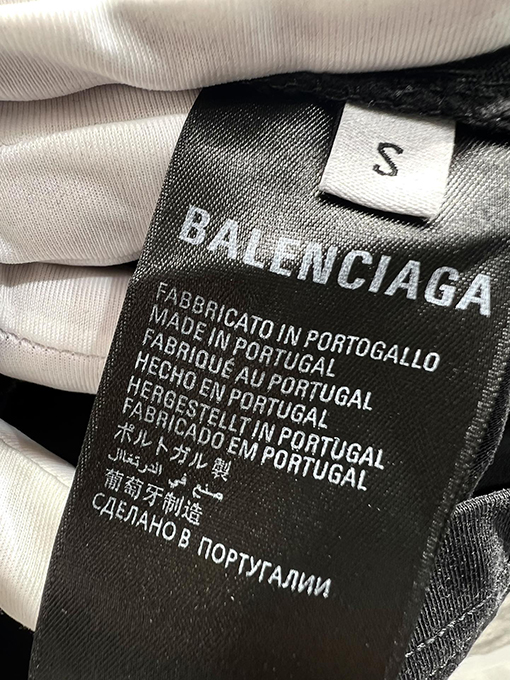 S
BALENCIAGA
FABBRICATO IN PORTOGALLO
MADE IN PORTUGAL
FABRIQUÉ AU PORTUGAL
HECHO EN PORTUGAL
HERGESTELLT IN PORTUGAL
FABRICADO EM PORTUGAL
ポルトガル製
صنع في البرتغال
葡萄牙制造
СДЕЛАНО В ПОРТУГАЛИИ